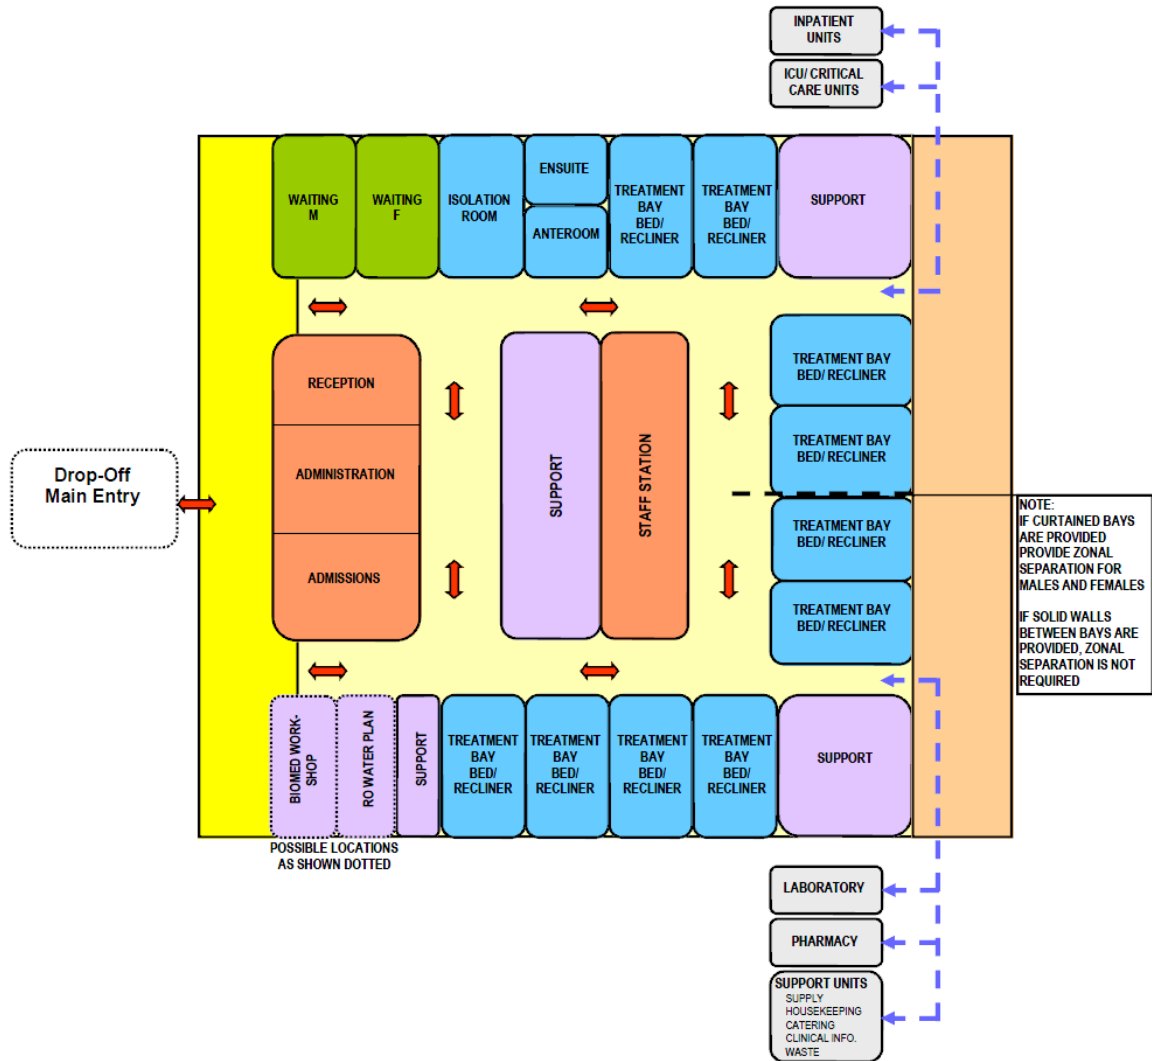 INPATIENT
UNITS
ICU/ CRITICAL
CARE UNITS
WAITING
M
WAITING
F
ISOLATION
ROOM
ENSUITE
ANTEROOM
TREATMENT
BAY
BED/
RECLINER
TREATMENT
BAY
BED/
RECLINER
SUPPORT
RECEPTION
ADMINISTRATION
ADMISSIONS
SUPPORT
STAFF STATION
TREATMENT BAY
BED/ RECLINER
TREATMENT BAY
BED/ RECLINER
TREATMENT BAY
BED/ RECLINER
TREATMENT BAY
BED/ RECLINER
Drop-Off
Main Entry
NOTE:
IF CURTAINED BAYS
ARE PROVIDED
PROVIDE ZONAL
SEPARATION FOR
MALES AND FEMALES
IF SOLID WALLS
BETWEEN BAYS ARE
PROVIDED, ZONAL
SEPARATION IS NOT
REQUIRED
BIOMED WORK-
SHOP
RO WATER PLAN
SUPPORT
TREATMENT
BAY
BED/
RECLINER
TREATMENT
BAY
BED/
RECLINER
TREATMENT
BAY
BED/
RECLINER
TREATMENT
BAY
BED/
RECLINER
SUPPORT
POSSIBLE LOCATIONS
AS SHOWN DOTTED
LABORATORY
PHARMACY
SUPPORT UNITS
SUPPLY
HOUSEKEEPING
CATERING
CLINICAL INFO.
WASTE